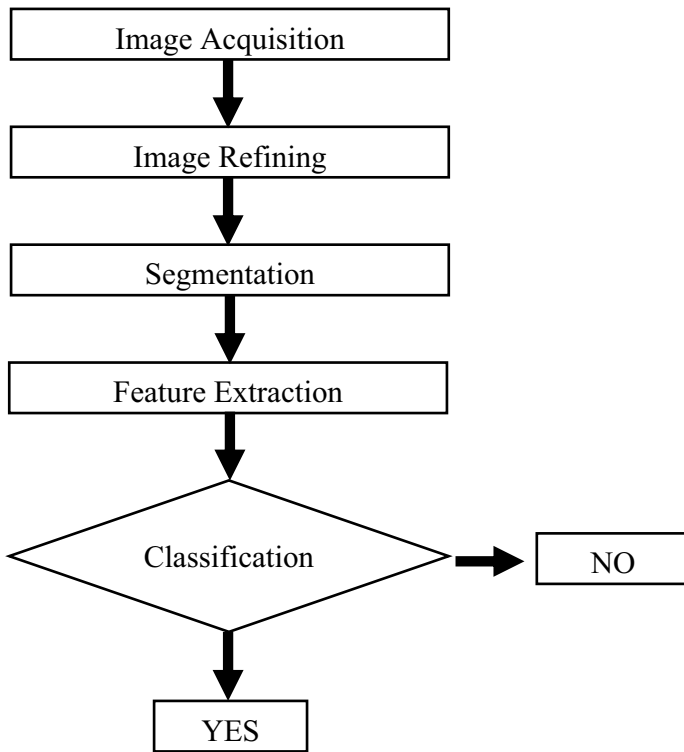 Image Acquisition
Image Refining
Segmentation
Feature Extraction
Classification
NO
YES